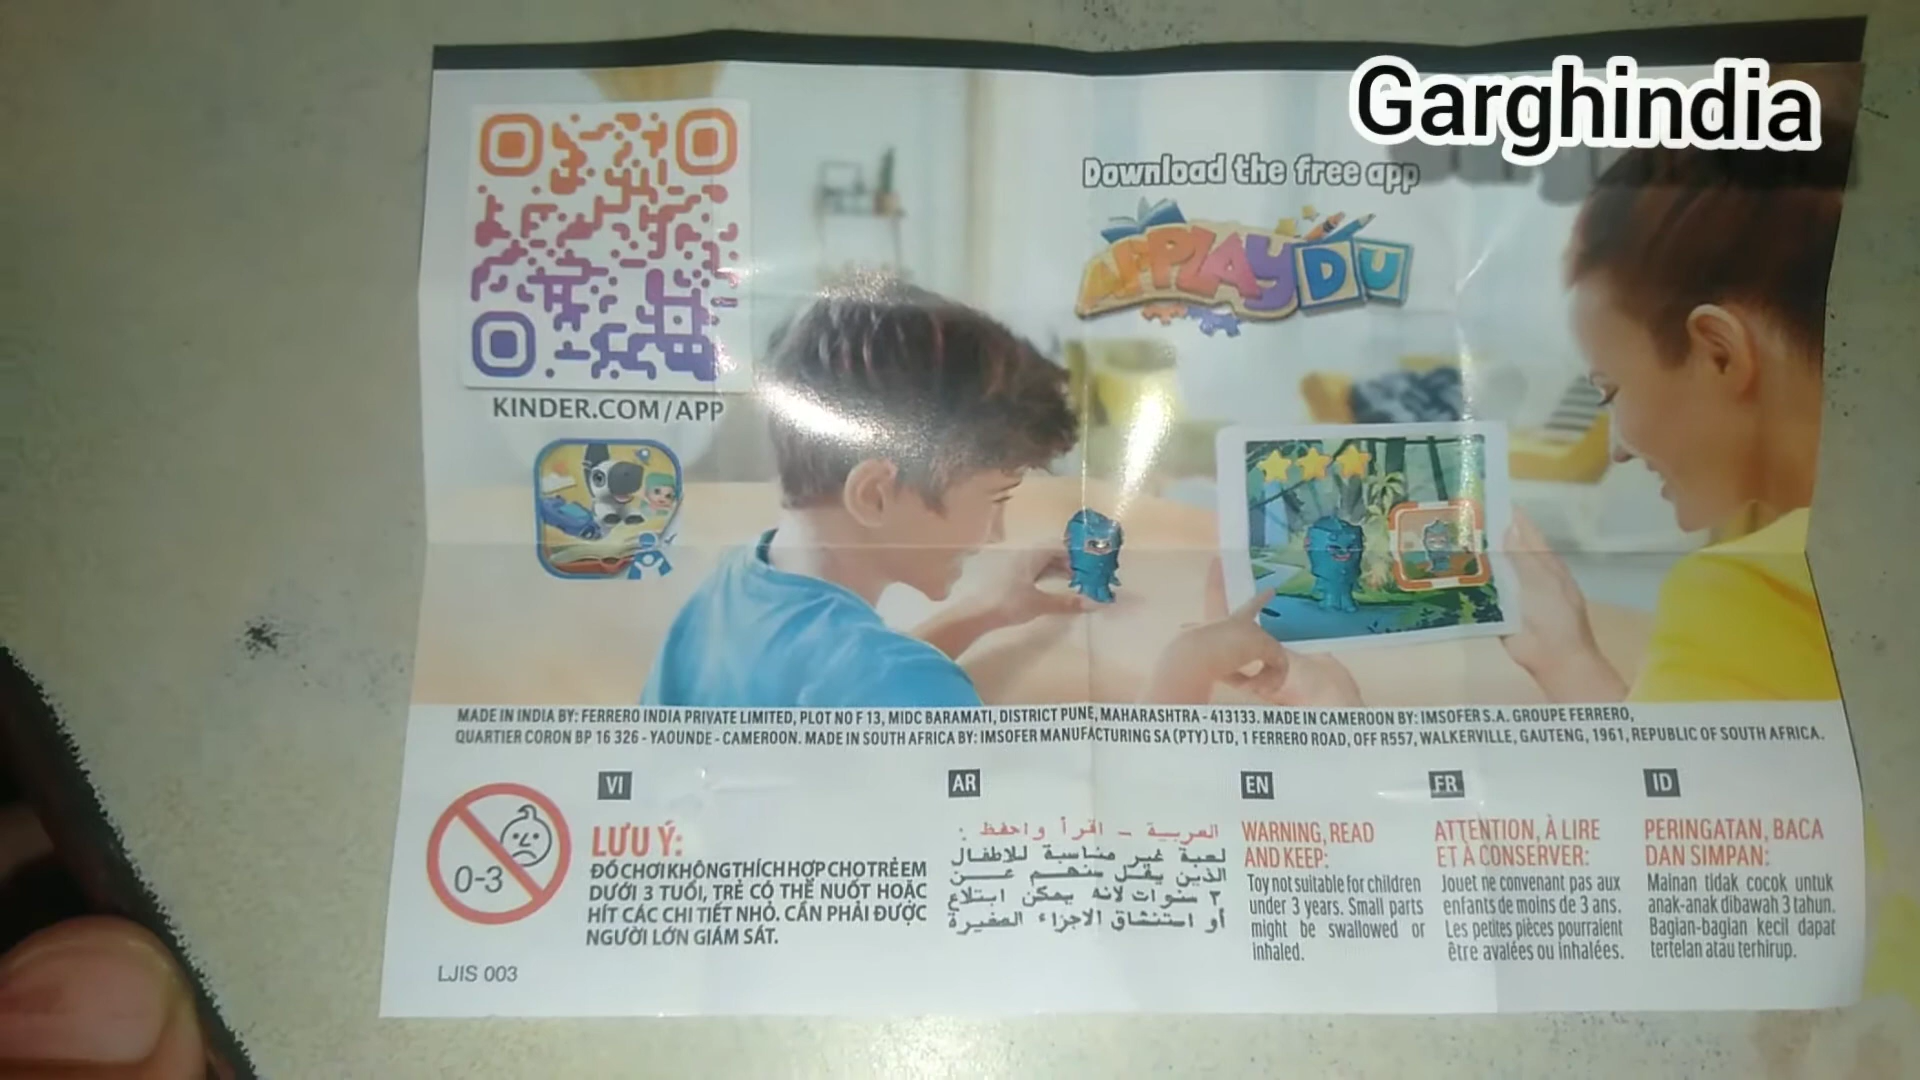 Garghindia
Download the free app
APPLAYDU
KINDER.COM/APP
MADE IN INDIA BY: FERRERO INDIA PRIVATE LIMITED, PLOT NO F 13, MIDC BARAMATI, DISTRICT PUNE, MAHARASHTRA - 413133. MADE IN CAMEROON BY: IMSOFER S.A. GROUPE FERRERO,
QUARTIER CORON BP 16 326 - YAOUNDE - CAMEROON. MADE IN SOUTH AFRICA BY: IMSOFER MANUFACTURING SA (PTY) LTD, 1 FERRERO ROAD, OFF R557, WALKERVILLE, GAUTENG, 1961, REPUBLIC OF SOUTH AFRICA.
0-3
VI
LƯU Ý:
ĐỒ CHƠI KHÔNG THÍCH HỢP CHO TRẺ EM
DƯỚI 3 TUỔI, TRẺ CÓ THỂ NUỐT HOẶC
HÍT CÁC CHI TIẾT NHỎ. CẦN PHẢI ĐƯỢC
NGƯỜI LỚN GIÁM SÁT.
LJIS 003
AR
العربية - اقرأ واحفظ :
لعبة غير مناسبة للاطفال
الذين يقل سنهم عن
٣ سنوات لانه يمكن ابتلاع
أو استنشاق الاجزاء الصغيرة
EN
WARNING, READ
AND KEEP:
Toy not suitable for children
under 3 years. Small parts
might be swallowed or
inhaled.
FR
ATTENTION, À LIRE
ET À CONSERVER:
Jouet ne convenant pas aux
enfants de moins de 3 ans.
Les petites pièces pourraient
être avalées ou inhalées.
ID
PERINGATAN, BACA
DAN SIMPAN:
Mainan tidak cocok untuk
anak-anak dibawah 3 tahun.
Bagian-bagian kecil dapat
tertelan atau terhirup.